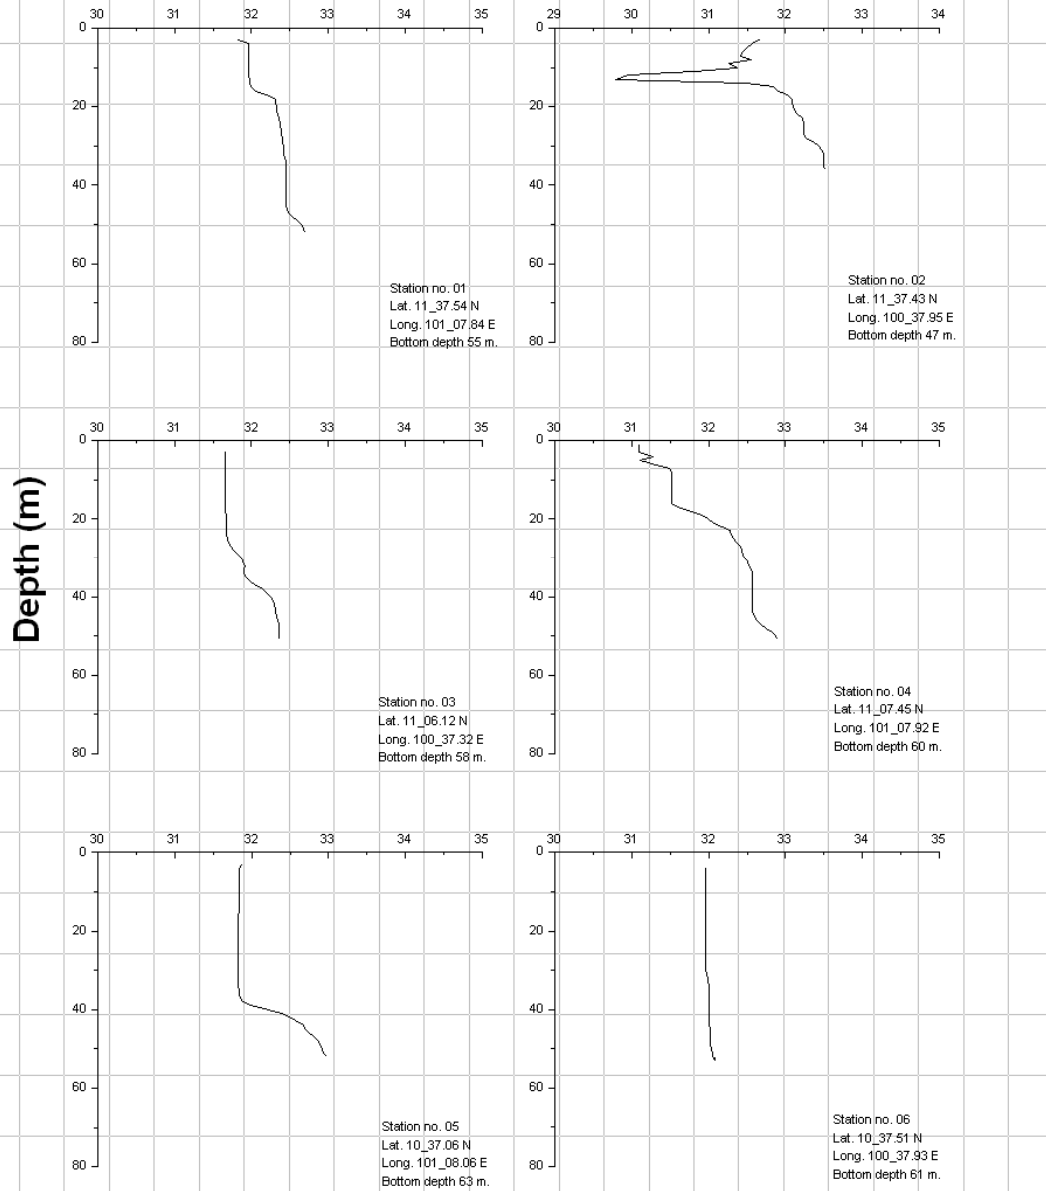 30 31 32 33 34 35
0
20
40
60
80
Station no. 01
Lat. 11_37.54 N
Long. 101_07.84 E
Bottom depth 55 m.
29 30 31 32 33 34
0
20
40
60
80
Station no. 02
Lat. 11_37.43 N
Long. 100_37.95 E
Bottom depth 47 m.
Depth (m)
30 31 32 33 34 35
0
20
40
60
80
Station no. 03
Lat. 11_06.12 N
Long. 100_37.32 E
Bottom depth 58 m.
30 31 32 33 34 35
0
20
40
60
80
Station no. 04
Lat. 11_07.45 N
Long. 101_07.92 E
Bottom depth 60 m.
30 31 32 33 34 35
0
20
40
60
80
Station no. 05
Lat. 10_37.06 N
Long. 101_08.06 E
Bottom depth 63 m.
30 31 32 33 34 35
0
20
40
60
80
Station no. 06
Lat. 10_37.51 N
Long. 100_37.93 E
Bottom depth 61 m.